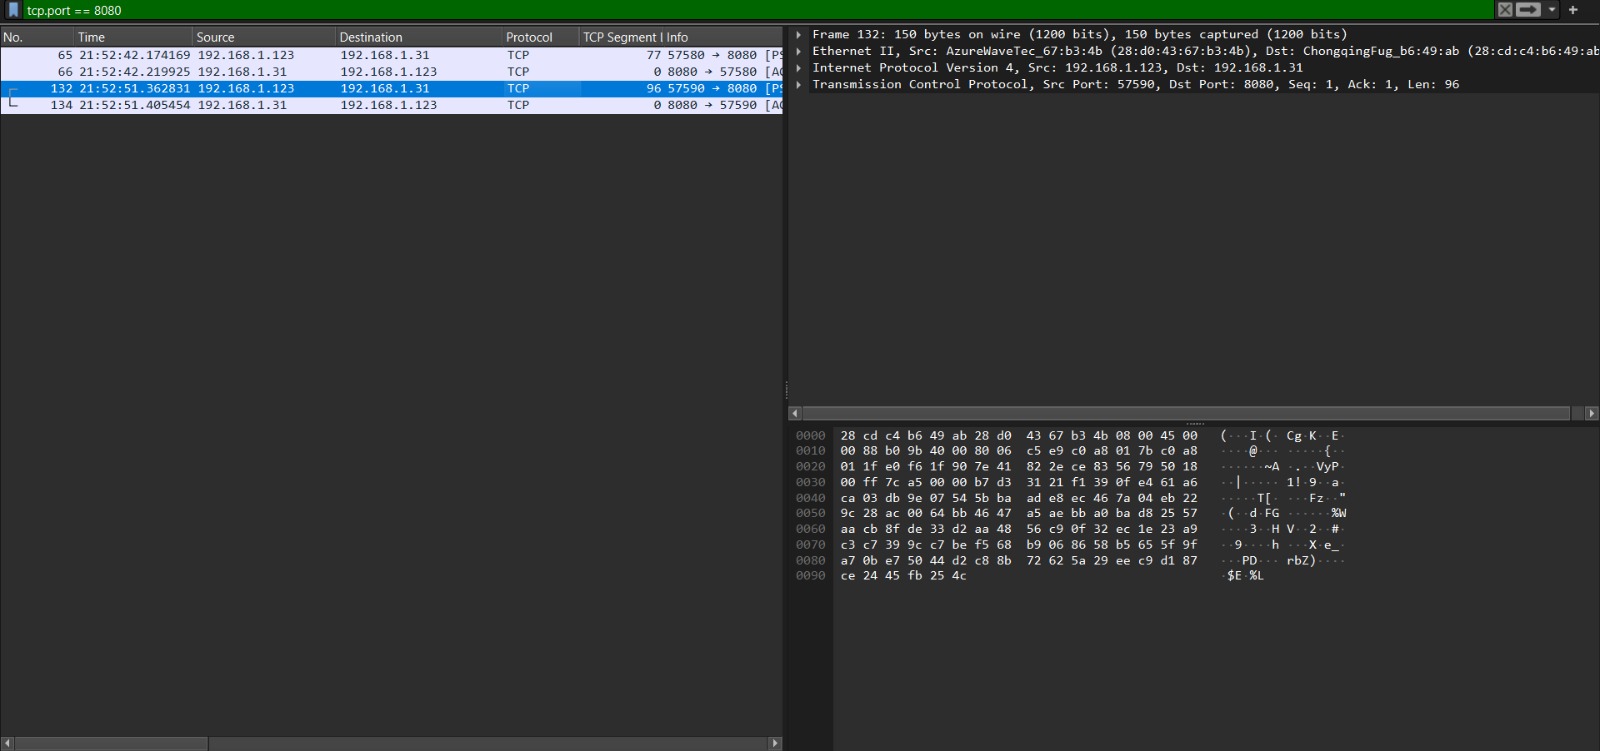 tcp.port == 8080
No. Time Source Destination Protocol TCP Segment l Info
65 21:52:42.174169 192.168.1.123 192.168.1.31 TCP 77 57580 → 8080 [PS
66 21:52:42.219925 192.168.1.31 192.168.1.123 TCP 0 8080 → 57580 [AC
132 21:52:51.362831 192.168.1.123 192.168.1.31 TCP 96 57590 → 8080 [PS
134 21:52:51.405454 192.168.1.31 192.168.1.123 TCP 0 8080 → 57590 [AC
Frame 132: 150 bytes on wire (1200 bits), 150 bytes captured (1200 bits)
Ethernet II, Src: AzureWaveTec_67:b3:4b (28:d0:43:67:b3:4b), Dst: ChongqingFug_b6:49:ab (28:cd:c4:b6:49:ab
Internet Protocol Version 4, Src: 192.168.1.123, Dst: 192.168.1.31
Transmission Control Protocol, Src Port: 57590, Dst Port: 8080, Seq: 1, Ack: 1, Len: 96
0000 28 cd c4 b6 49 ab 28 d0 43 67 b3 4b 08 00 45 00 (···I·(· Cg·K··E·
0010 00 88 b0 9b 40 00 80 06 c5 e9 c0 a8 01 7b c0 a8 ····@··· ·····{··
0020 01 1f e0 f6 1f 90 7e 41 82 2e ce 83 56 79 50 18 ······~A ·.··VyP·
0030 00 ff 7c a5 00 00 b7 d3 31 21 f1 39 0f e4 61 a6 ··|····· 1!·9··a·
0040 ca 03 db 9e 07 54 5b ba ad e8 ec 46 7a 04 eb 22 ·····T[· ···Fz··"
0050 9c 28 ac 00 64 bb 46 47 a5 ae bb a0 ba d8 25 57 ·(··d·FG ······%W
0060 aa cb 8f de 33 d2 aa 48 56 c9 0f 32 ec 1e 23 a9 ····3··H V··2··#·
0070 c3 c7 39 9c c7 be f5 68 b9 06 86 58 b5 65 5f 9f ··9····h ···X·e_·
0080 a7 0b e7 50 44 d2 c8 8b 72 62 5a 29 ee c9 d1 87 ···PD··· rbZ)····
0090 ce 24 45 fb 25 4c ·$E·%L